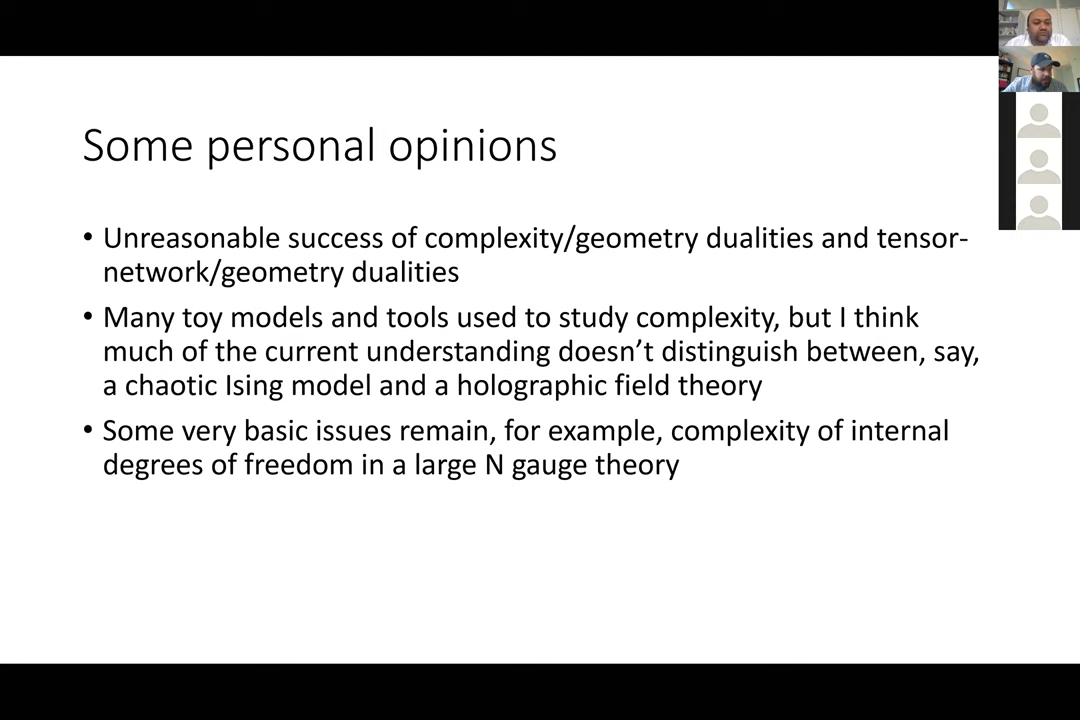 Some personal opinions
• Unreasonable success of complexity/geometry dualities and tensor-
network/geometry dualities
• Many toy models and tools used to study complexity, but I think
much of the current understanding doesn’t distinguish between, say,
a chaotic Ising model and a holographic field theory
• Some very basic issues remain, for example, complexity of internal
degrees of freedom in a large N gauge theory